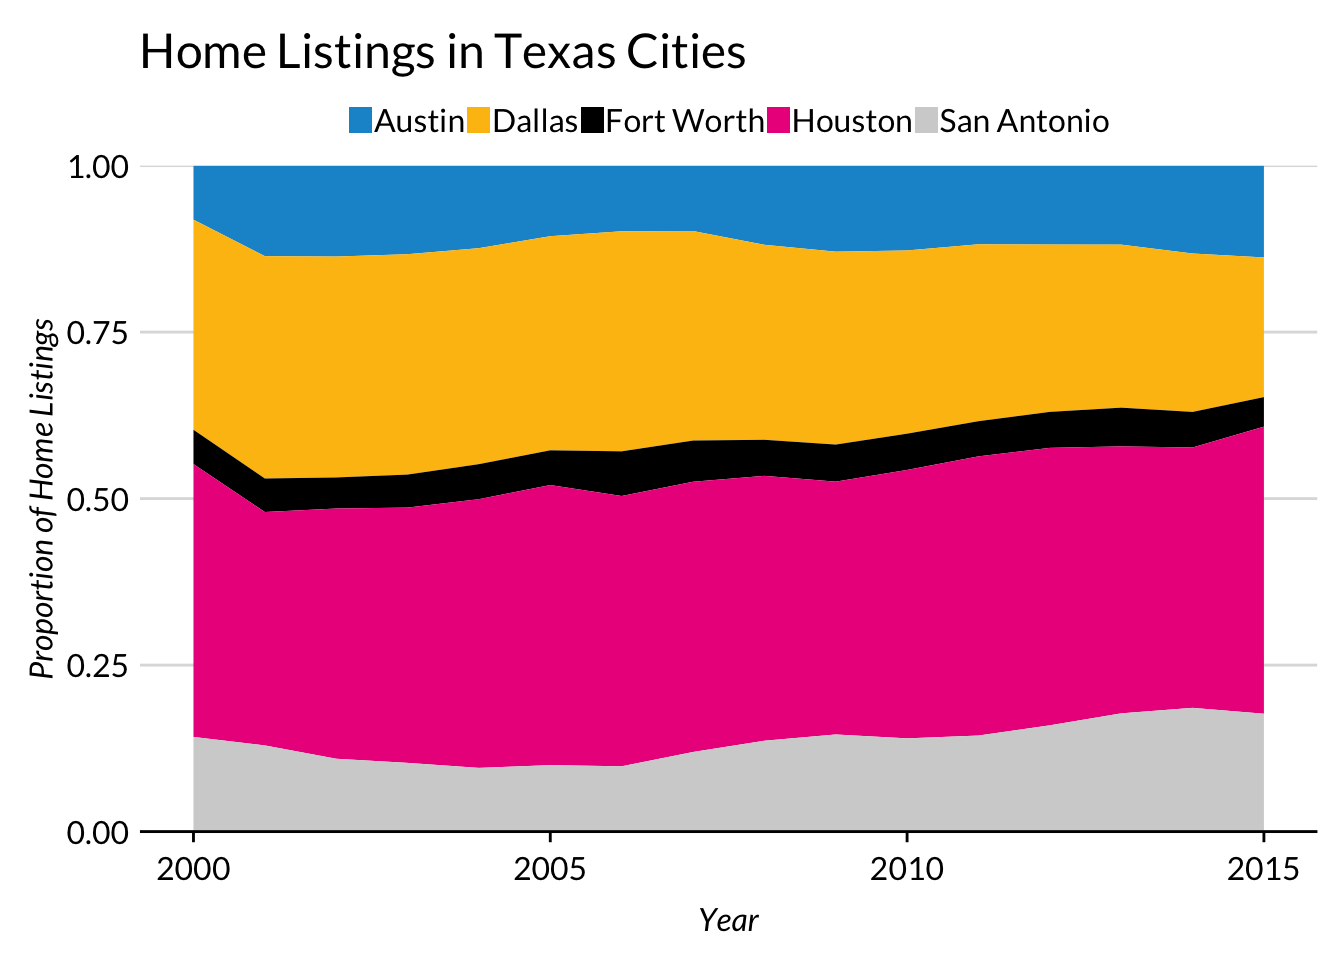 Home Listings in Texas Cities
Austin Dallas Fort Worth Houston San Antonio
1.00
0.75
0.50
0.25
0.00
Proportion of Home Listings
2000 2005 2010 2015
Year